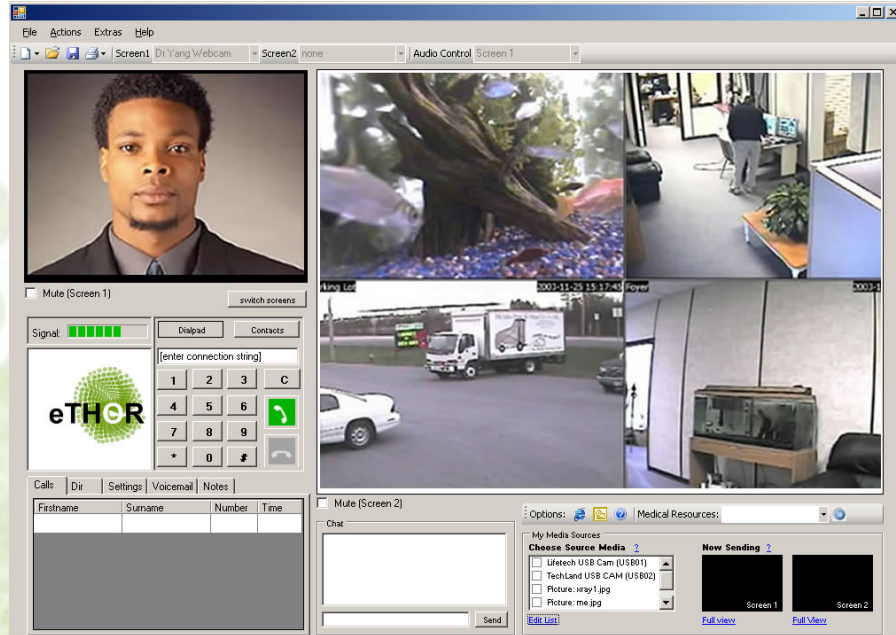 File Actions Extras Help
Screen1 Dr Yang Webcam Screen2 none Audio Control Screen 1
rking Lot 2003-11-25 15:17:45 Foyer 2003-1
Mute (Screen 1)
switch screens
Signal:
Dialpad Contacts
[enter connection string]
1 2 3 C
4 5 6
7 8 9
* 0 #
eTHOR
Calls Dir Settings Voicemail Notes
Firstname Surname Number Time
Mute (Screen 2)
Chat
Send
Options: Medical Resources:
My Media Sources
Choose Source Media ? Now Sending ?
Lifetech USB Cam (USB01)
TechLand USB CAM (USB02)
Picture: xray1.jpg
Picture: me.jpg
Screen 1 Screen 2
Edit List Full view Full View